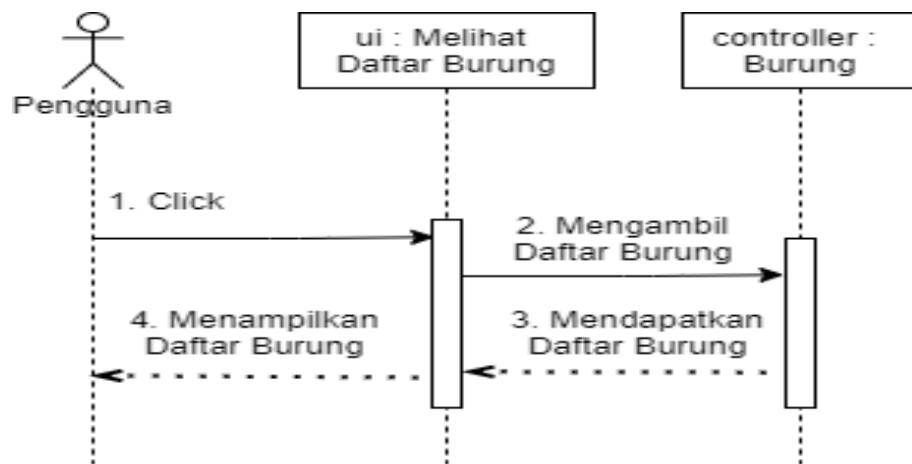 ui : Melihat
Daftar Burung
controller :
Burung
Pengguna
1. Click
2. Mengambil
Daftar Burung
4. Menampilkan
Daftar Burung
3. Mendapatkan
Daftar Burung